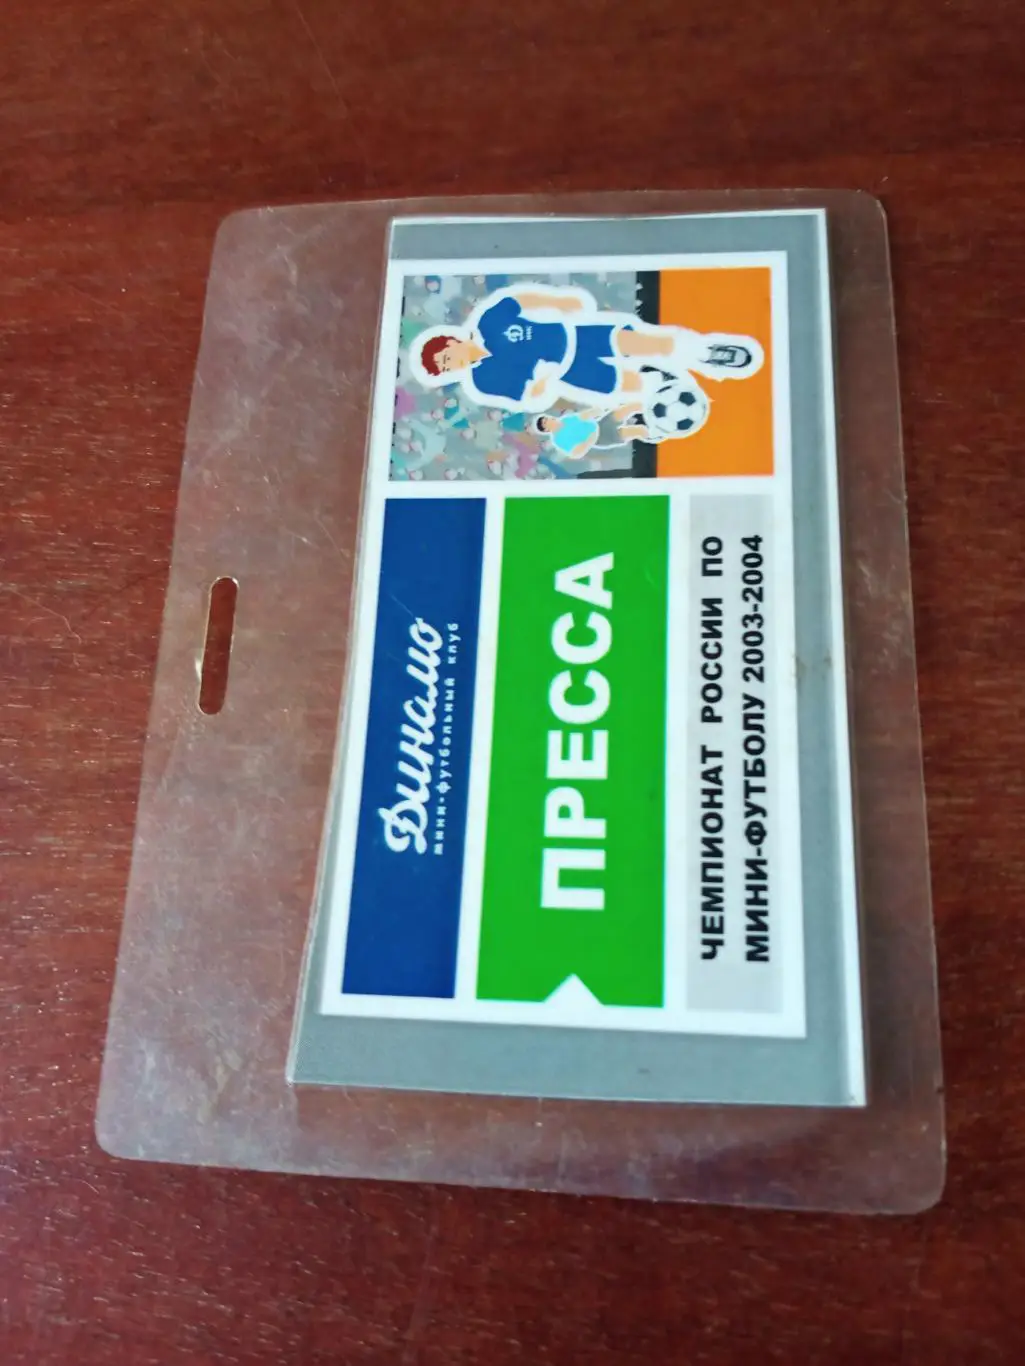 Динамо
мини-футбольный клуб
ПРЕССА
ЧЕМПИОНАТ РОССИИ ПО
МИНИ-ФУТБОЛУ 2003-2004